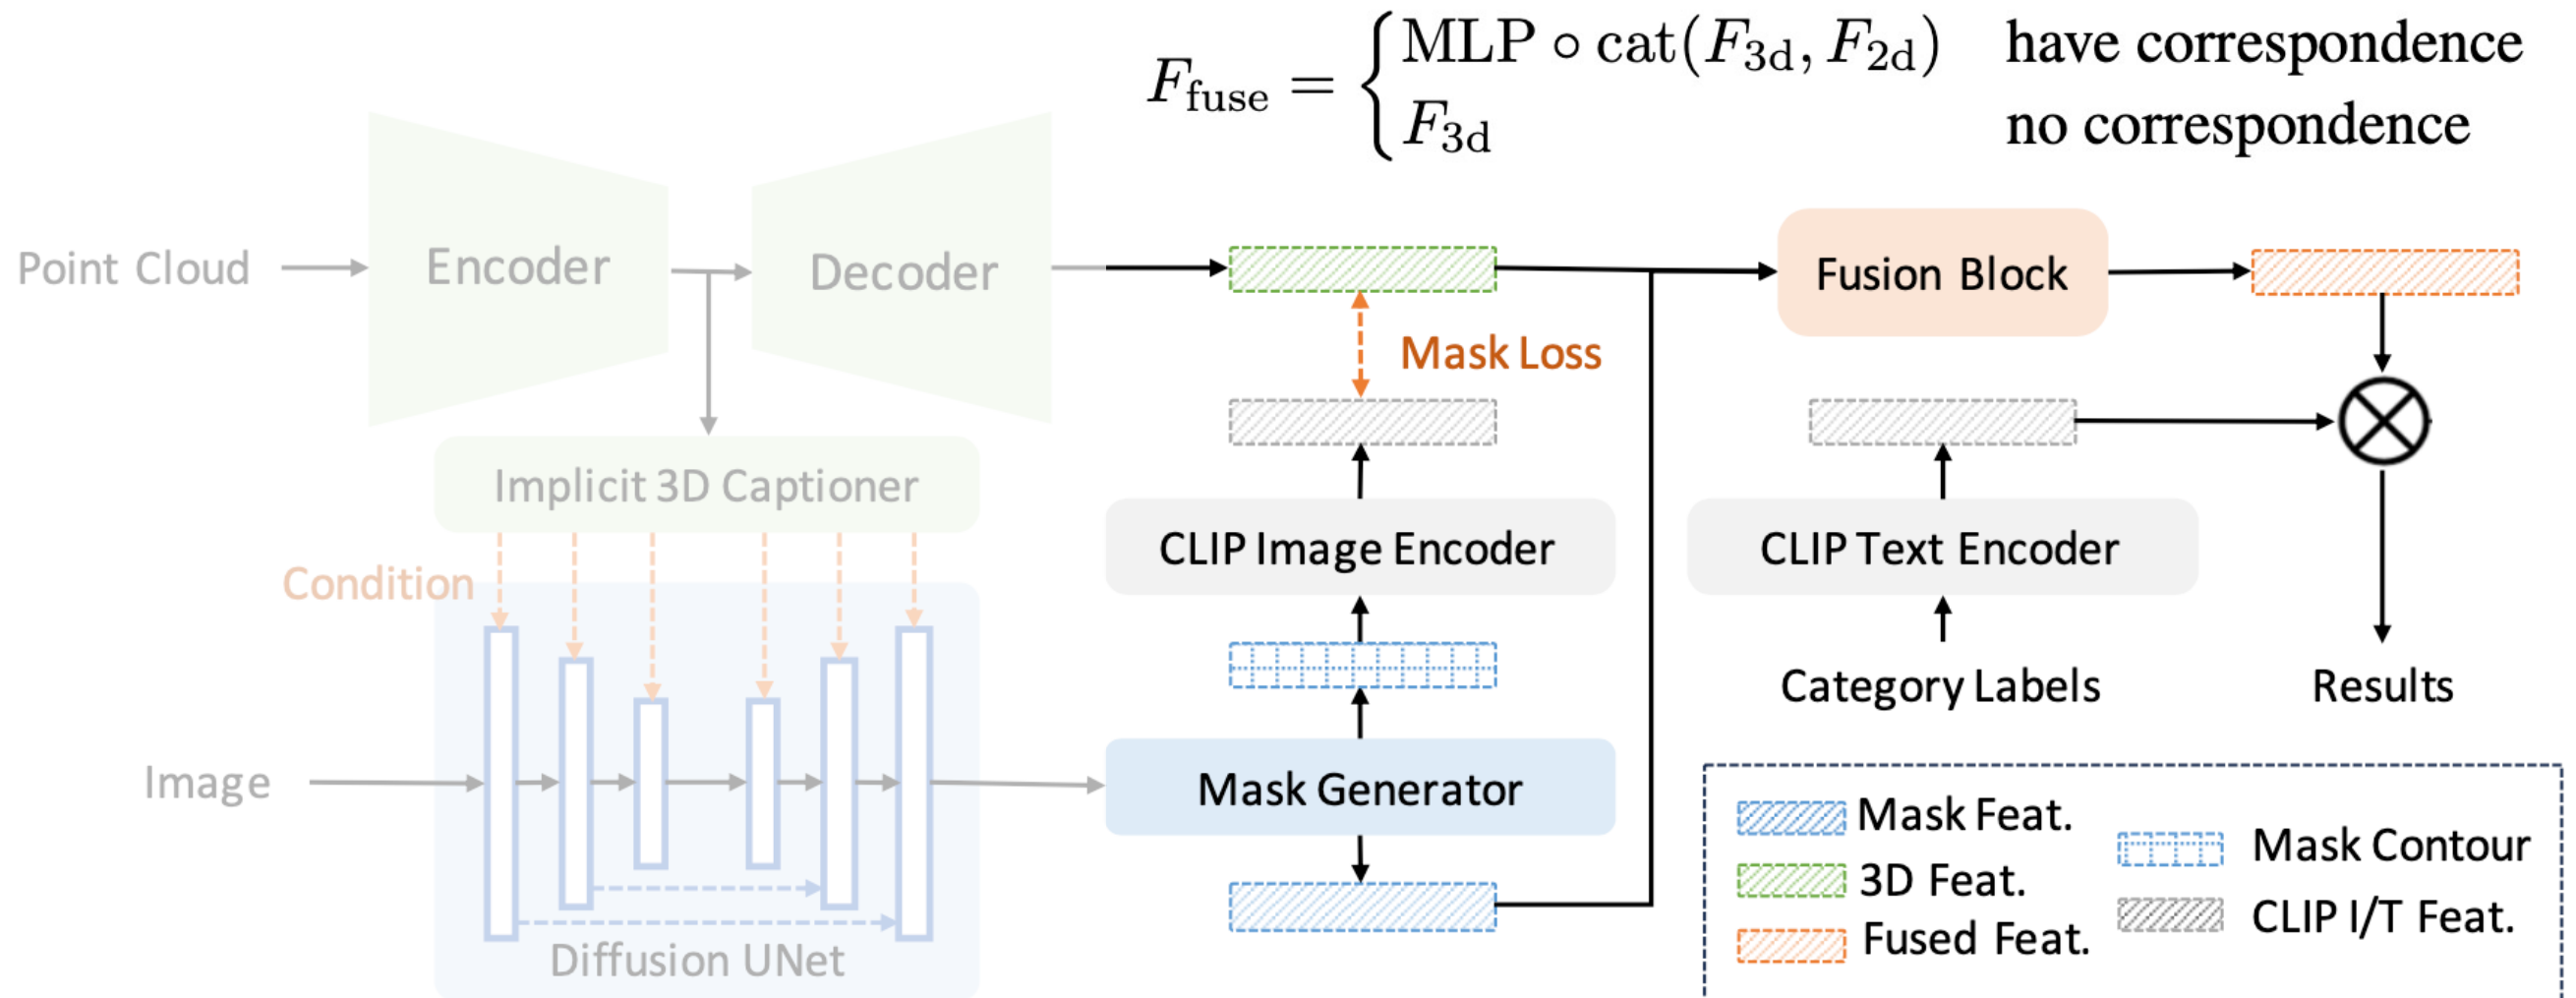 F_fuse = { MLP ∘ cat(F_3d, F_2d) have correspondence
F_3d no correspondence
Point Cloud
Encoder
Decoder
Fusion Block
Mask Loss
Implicit 3D Captioner
Condition
CLIP Image Encoder
CLIP Text Encoder
Category Labels
Results
Image
Mask Generator
Diffusion UNet
Mask Feat.
3D Feat.
Fused Feat.
Mask Contour
CLIP I/T Feat.